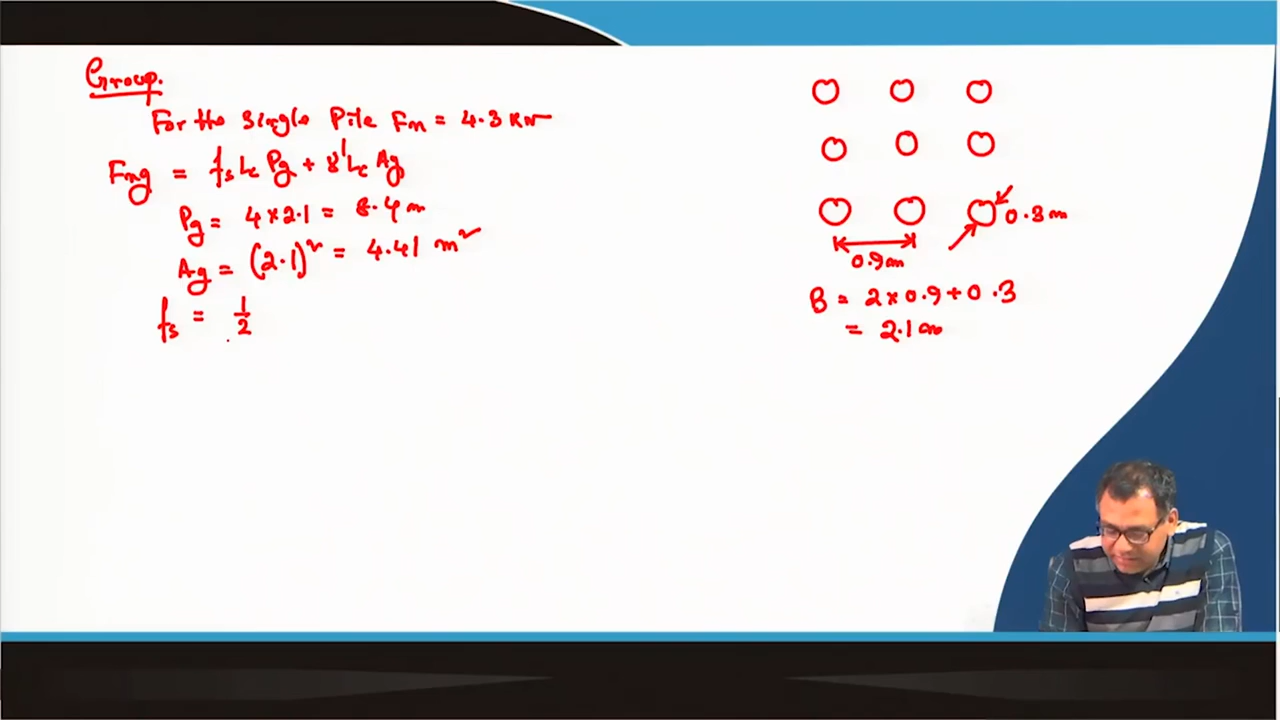 Group.
For the Single Pile Fn = 4.3 KN
Fng = fs Lc Pg + γ' Lc Ag
Pg = 4 × 2.1 = 8.4 m
Ag = (2.1)² = 4.41 m²
fs = 1/2
0.3 m
0.9 m
B = 2 × 0.9 + 0.3
= 2.1 m